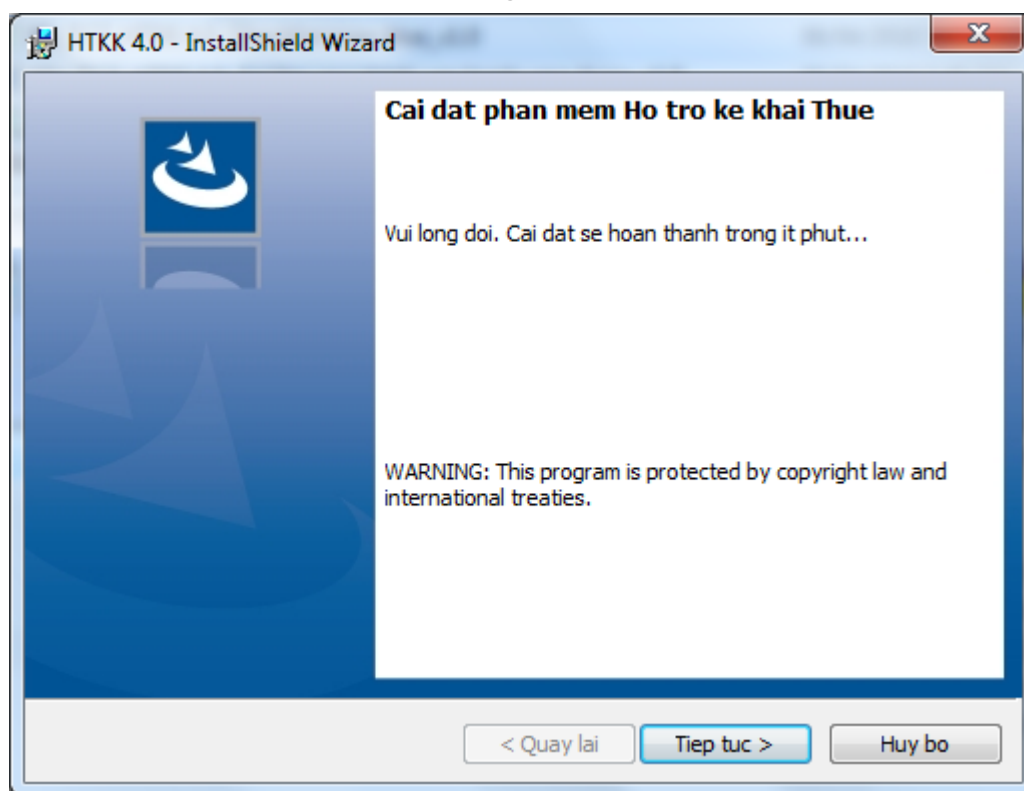 HTKK 4.0 - InstallShield Wizard
Cai dat phan mem Ho tro ke khai Thue
Vui long doi. Cai dat se hoan thanh trong it phut...
WARNING: This program is protected by copyright law and
international treaties.
< Quay lai
Tiep tuc >
Huy bo